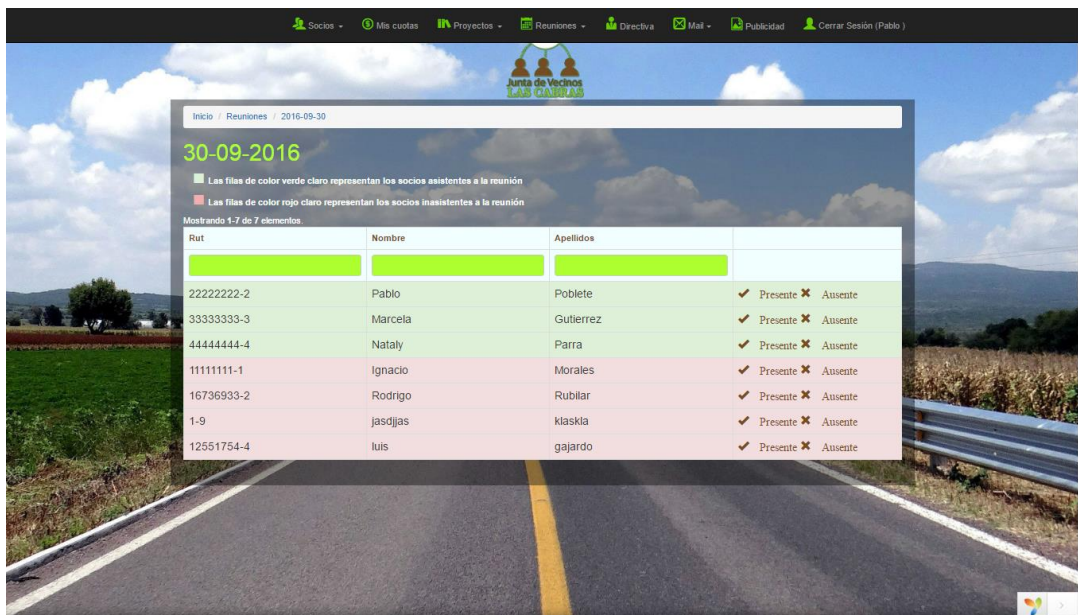 Socios Mis cuotas Proyectos Reuniones Directiva Mail Publicidad Cerrar Sesión (Pablo )
Junta de Vecinos
LAS CABRAS
Inicio / Reuniones / 2016-09-30
30-09-2016
Las filas de color verde claro representan los socios asistentes a la reunión
Las filas de color rojo claro representan los socios inasistentes a la reunión
Mostrando 1-7 de 7 elementos.
Rut Nombre Apellidos
22222222-2 Pablo Poblete Presente Ausente
33333333-3 Marcela Gutierrez Presente Ausente
44444444-4 Nataly Parra Presente Ausente
11111111-1 Ignacio Morales Presente Ausente
16736933-2 Rodrigo Rubilar Presente Ausente
1-9 jasdjjas klaskla Presente Ausente
12551754-4 luis gajardo Presente Ausente